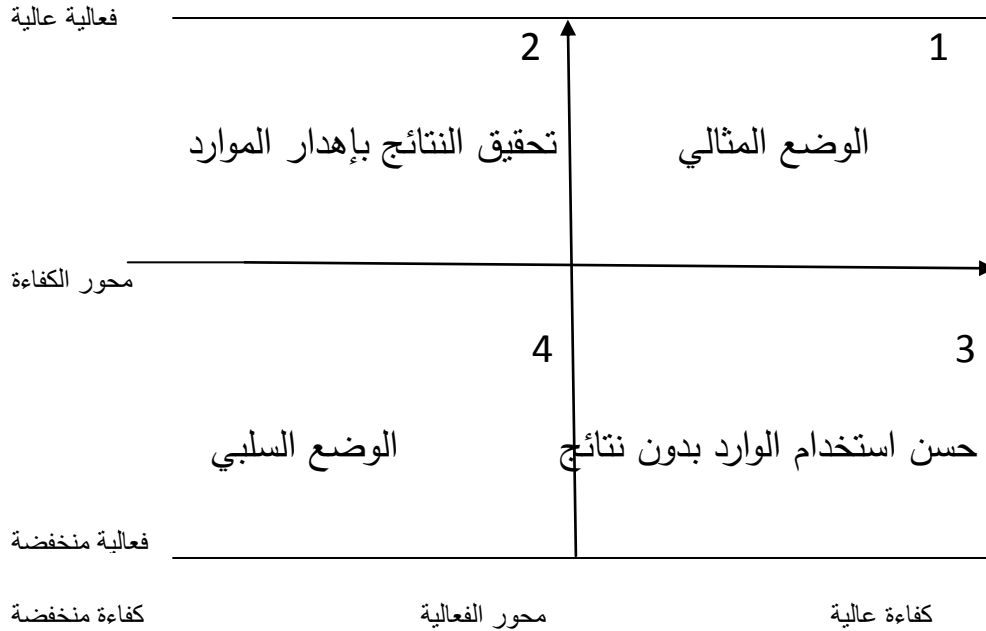 فعالية عالية
1
2
الوضع المثالي
تحقيق النتائج بإهدار الموارد
محور الكفاءة
3
4
حسن استخدام الوارد بدون نتائج
الوضع السلبي
فعالية منخفضة
كفاءة عالية
محور الفعالية
كفاءة منخفضة